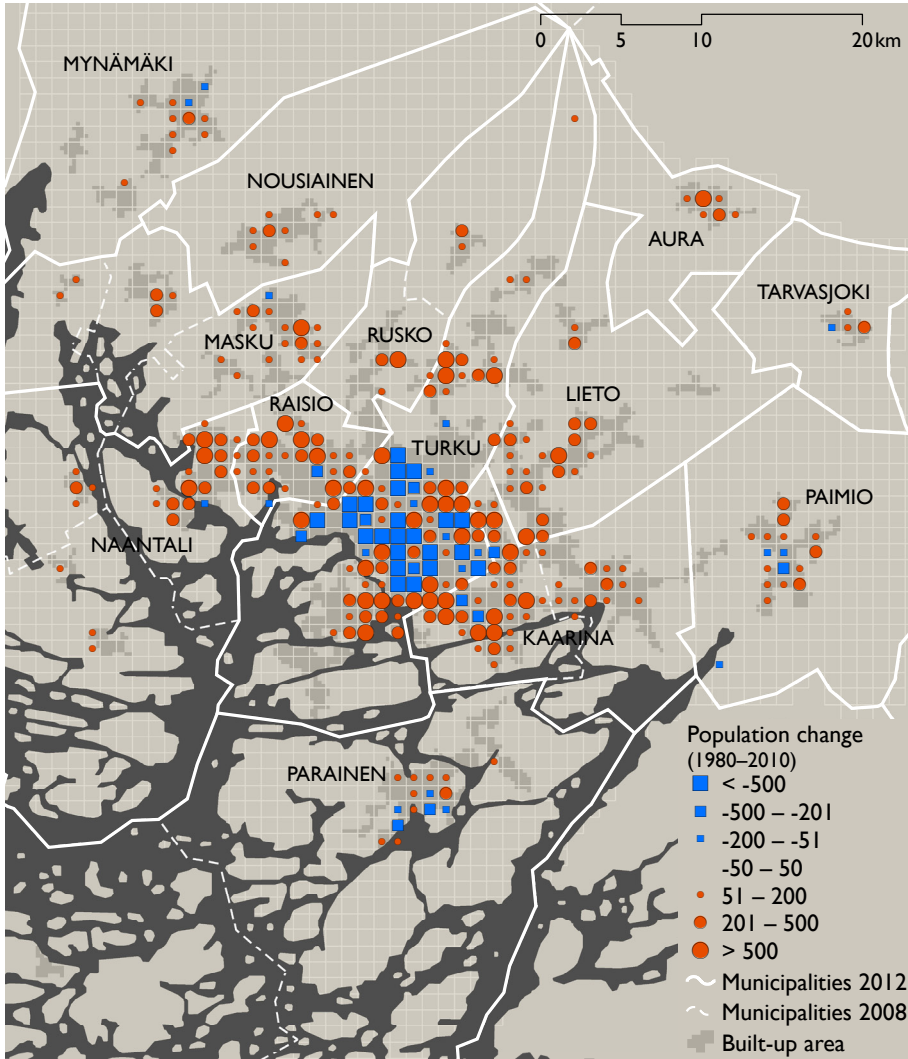 0 5 10 20 km
MYNÄMÄKI
NOUSIAINEN
AURA
TARVASJOKI
MASKU
RUSKO
LIETO
RAISIO
TURKU
PAIMIO
NAANTALI
KAARINA
PARAINEN
Population change
(1980–2010)
< -500
-500 – -201
-200 – -51
-50 – 50
51 – 200
201 – 500
> 500
Municipalities 2012
Municipalities 2008
Built-up area